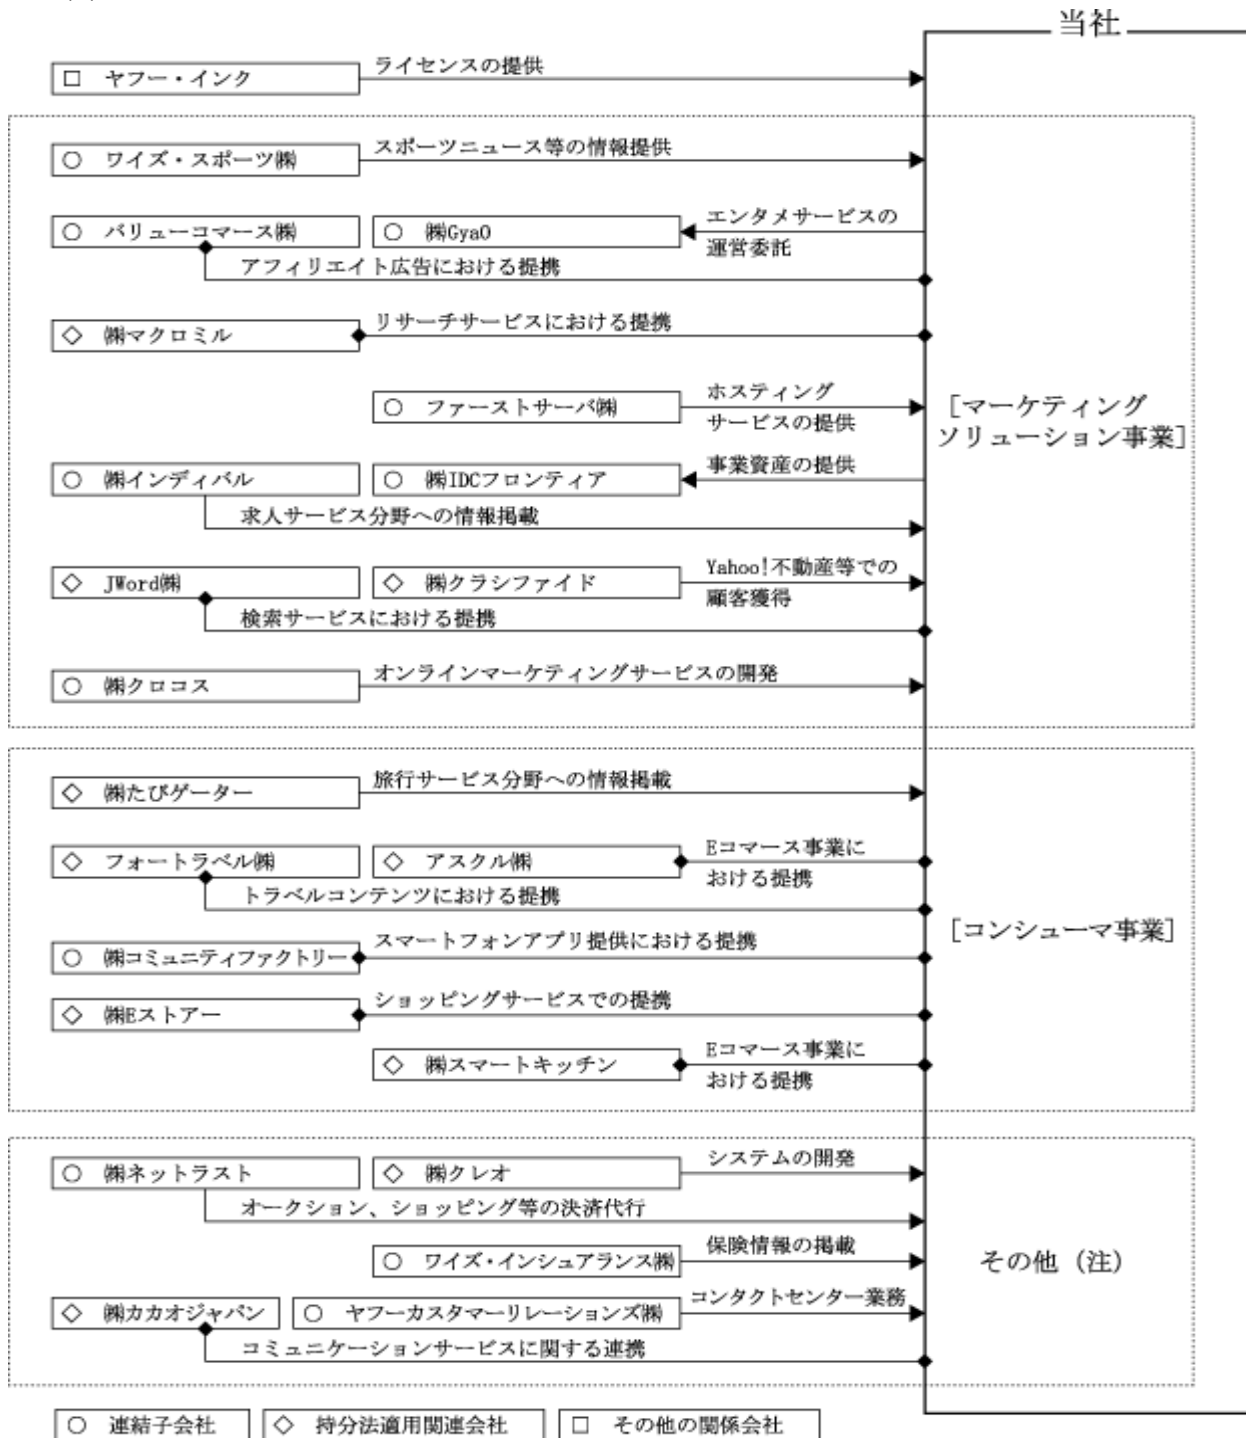 当社
□ ヤフー・インク
ライセンスの提供
○ ワイズ・スポーツ㈱
スポーツニュース等の情報提供
○ バリューコマース㈱
○ ㈱GyaO
エンタメサービスの
運営委託
アフィリエイト広告における提携
◇ ㈱マクロミル
リサーチサービスにおける提携
○ ファーストサーバ㈱
ホスティング
サービスの提供
[マーケティング
ソリューション事業]
○ ㈱インディバル
○ ㈱IDCフロンティア
事業資産の提供
求人サービス分野への情報掲載
◇ JWord㈱
◇ ㈱クラシファイド
Yahoo!不動産等での
顧客獲得
検索サービスにおける提携
○ ㈱クロコス
オンラインマーケティングサービスの開発
◇ ㈱たびゲーター
旅行サービス分野への情報掲載
◇ フォートラベル㈱
◇ アスクル㈱
Eコマース事業に
おける提携
トラベルコンテンツにおける提携
[コンシューマ事業]
○ ㈱コミュニティファクトリー
スマートフォンアプリ提供における提携
◇ ㈱Eストアー
ショッピングサービスでの提携
◇ ㈱スマートキッチン
Eコマース事業に
おける提携
○ ㈱ネットラスト
◇ ㈱クレオ
システムの開発
オークション、ショッピング等の決済代行
○ ワイズ・インシュアランス㈱
保険情報の掲載
その他（注）
◇ ㈱カカオジャパン
○ ヤフーカスタマーリレーションズ㈱
コンタクトセンター業務
コミュニケーションサービスに関する連携
○ 連結子会社
◇ 持分法適用関連会社
□ その他の関係会社